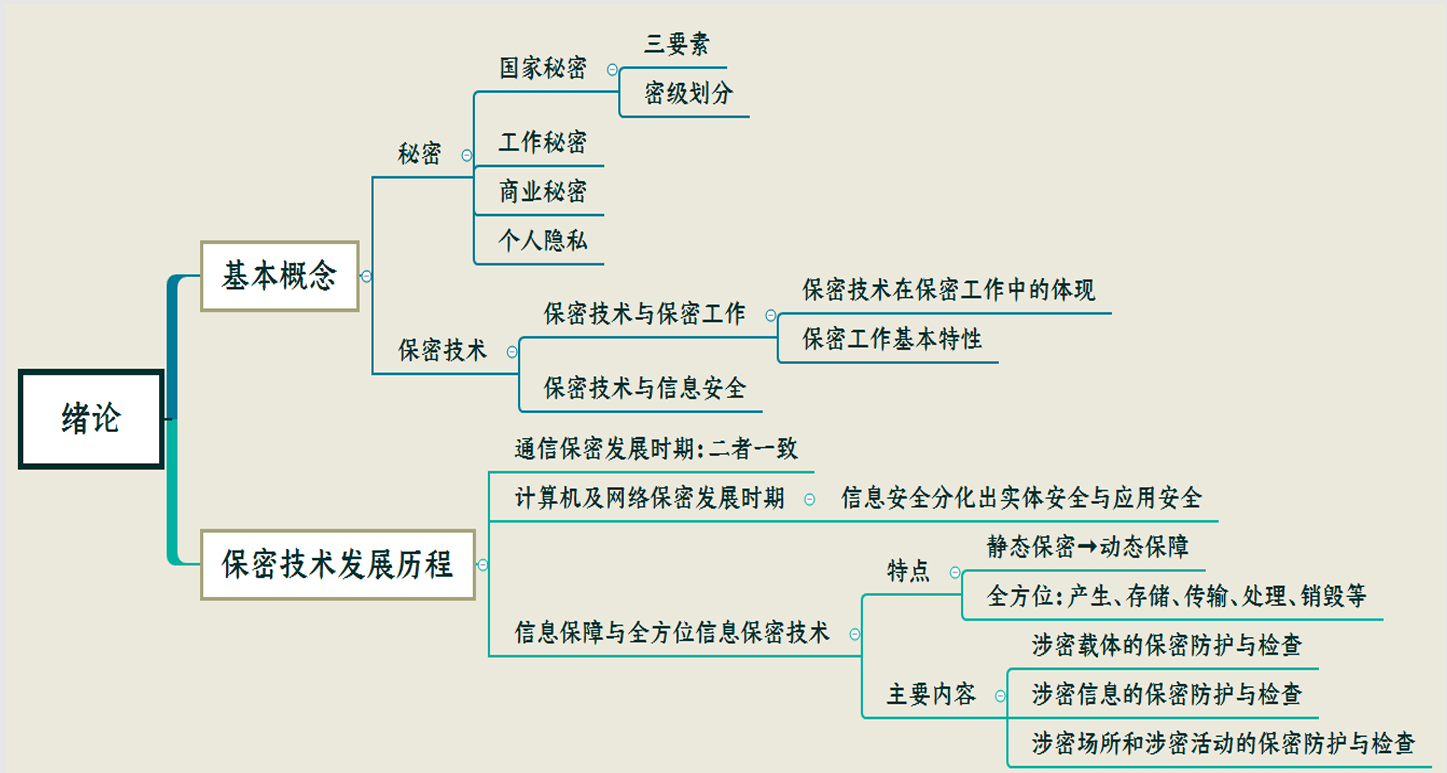 三要素
国家秘密
密级划分
工作秘密
秘密
商业秘密
个人隐私
基本概念
保密技术在保密工作中的体现
保密技术与保密工作
保密工作基本特性
保密技术
保密技术与信息安全
绪论
通信保密发展时期:二者一致
计算机及网络保密发展时期
信息安全分化出实体安全与应用安全
保密技术发展历程
静态保密→动态保障
特点
全方位:产生、存储、传输、处理、销毁等
信息保障与全方位信息保密技术
涉密载体的保密防护与检查
主要内容
涉密信息的保密防护与检查
涉密场所和涉密活动的保密防护与检查